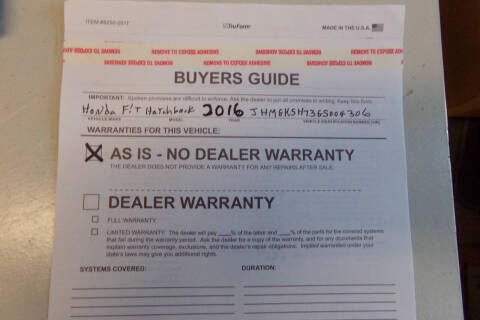 ITEM #8250-2017
TruForm
MADE IN THE U.S.A.
REMOVE TO EXPOSE ADHESIVE REMOVE TO EXPOSE ADHESIVE REMOVE TO EXPOSE ADHESIVE
BUYERS GUIDE
IMPORTANT: Spoken promises are difficult to enforce. Ask the dealer to put all promises in writing. Keep this form.
Honda Fit Hatchback 2016
VEHICLE MAKE MODEL YEAR VEHICLE IDENTIFICATION NUMBER (VIN)
WARRANTIES FOR THIS VEHICLE:
X AS IS - NO DEALER WARRANTY
THE DEALER DOES NOT PROVIDE A WARRANTY FOR ANY REPAIRS AFTER SALE.
DEALER WARRANTY
FULL WARRANTY.
LIMITED WARRANTY. The dealer will pay ____% of the labor and ____% of the parts for the covered systems
that fail during the warranty period. Ask the dealer for a copy of the warranty, and for any documents that
explain warranty coverage, exclusions, and the dealer's repair obligations. Implied warranties under your
state's laws may give you additional rights.
SYSTEMS COVERED: DURATION: